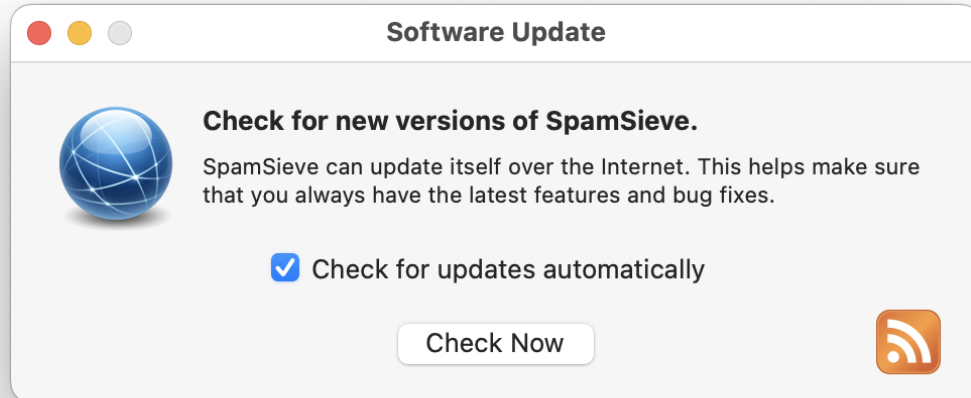 Software Update
Check for new versions of SpamSieve.
SpamSieve can update itself over the Internet. This helps make sure
that you always have the latest features and bug fixes.
Check for updates automatically
Check Now